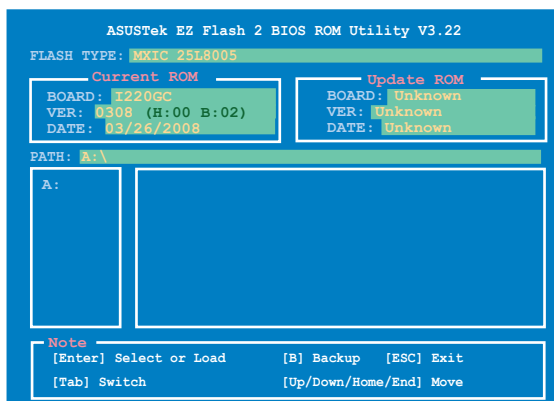 ASUSTek EZ Flash 2 BIOS ROM Utility V3.22
FLASH TYPE: MXIC 25L8005
Current ROM
BOARD: I220GC
VER: 0308 (H:00 B:02)
DATE: 03/26/2008
Update ROM
BOARD: Unknown
VER: Unknown
DATE: Unknown
PATH: A:\
A:
Note
[Enter] Select or Load [B] Backup [ESC] Exit
[Tab] Switch [Up/Down/Home/End] Move